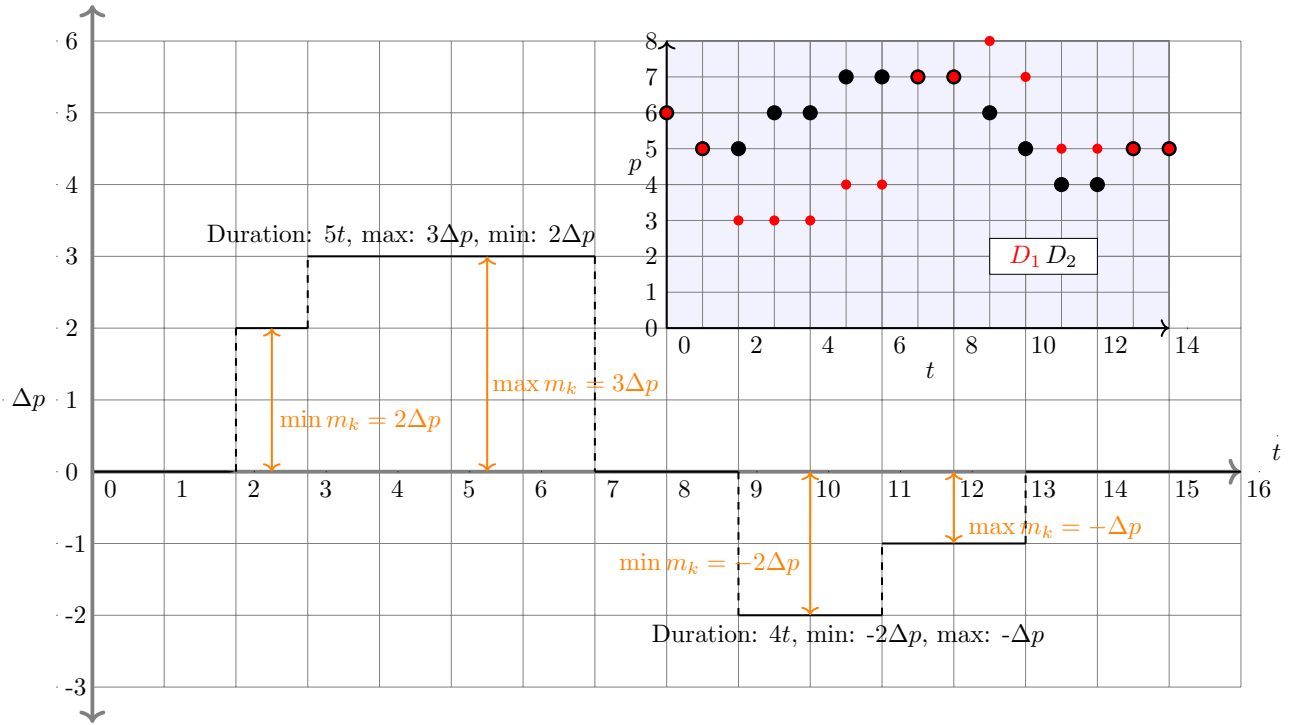 6
5
4
3
2
1
0
-1
-2
-3
Δp
0 1 2 3 4 5 6 7 8 9 10 11 12 13 14 15 16
t
Duration: 5t, max: 3Δp, min: 2Δp
min m_k = 2Δp
max m_k = 3Δp
min m_k = −2Δp
max m_k = −Δp
Duration: 4t, min: -2Δp, max: -Δp
8
7
6
5
4
3
2
1
0
p
0 2 4 6 8 10 12 14
t
D_1 D_2